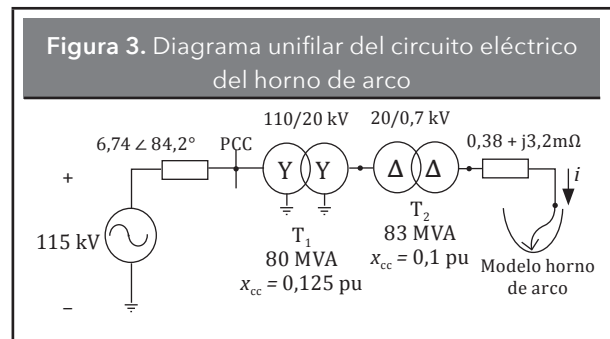 Figura 3. Diagrama unifilar del circuito eléctrico
del horno de arco
110/20 kV
20/0,7 kV
6,74 ∠ 84,2°
PCC
0,38 + j3,2mΩ
+
Y Y
Δ Δ
i
115 kV
T₁
80 MVA
x_cc = 0,125 pu
T₂
83 MVA
x_cc = 0,1 pu
Modelo horno
de arco
−